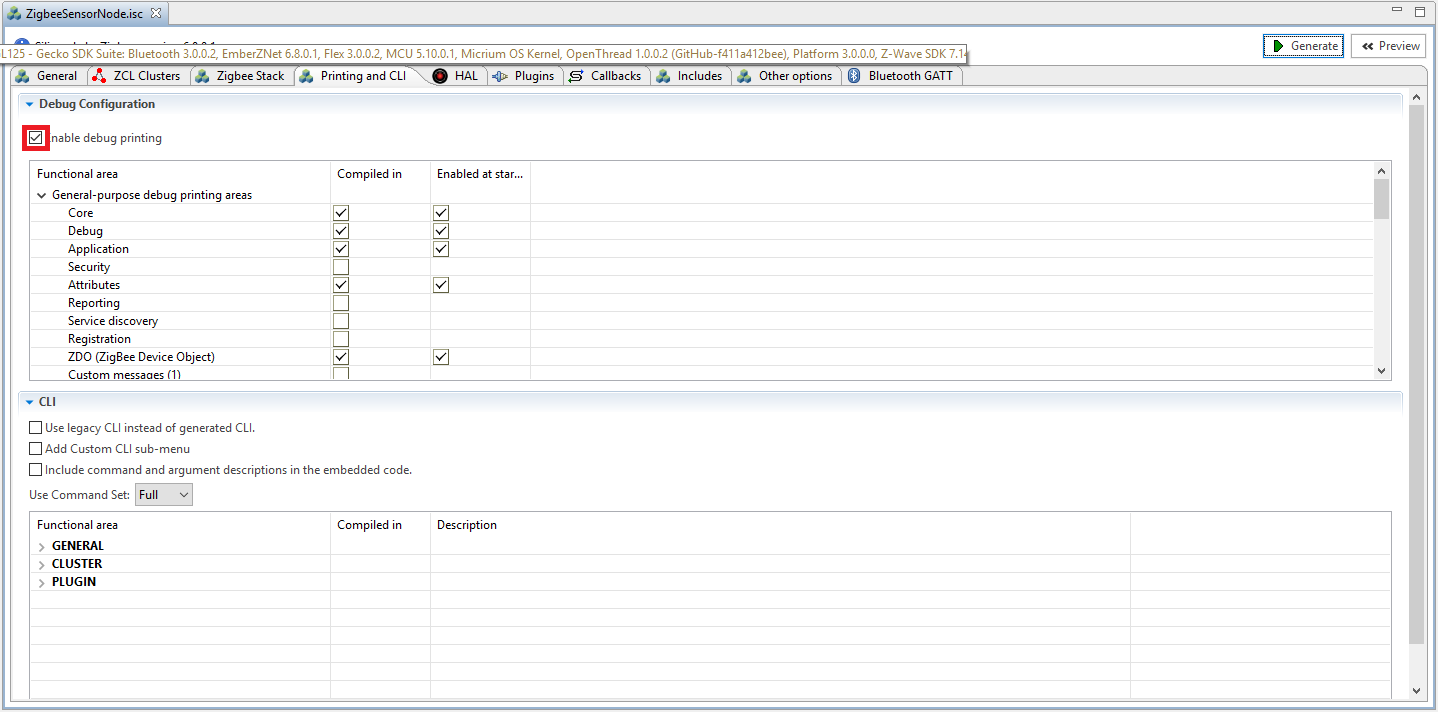 ZigbeeSensorNode.isc
L125 - Gecko SDK Suite: Bluetooth 3.0.0.2, EmberZNet 6.8.0.1, Flex 3.0.0.2, MCU 5.10.0.1, Micrium OS Kernel, OpenThread 1.0.0.2 (GitHub-f411a412bee), Platform 3.0.0.0, Z-Wave SDK 7.14
Generate
Preview
General ZCL Clusters Zigbee Stack Printing and CLI HAL Plugins Callbacks Includes Other options Bluetooth GATT
Debug Configuration
nable debug printing
Functional area Compiled in Enabled at star...
General-purpose debug printing areas
Core
Debug
Application
Security
Attributes
Reporting
Service discovery
Registration
ZDO (ZigBee Device Object)
Custom messages (1)
CLI
Use legacy CLI instead of generated CLI.
Add Custom CLI sub-menu
Include command and argument descriptions in the embedded code.
Use Command Set: Full
Functional area Compiled in Description
GENERAL
CLUSTER
PLUGIN